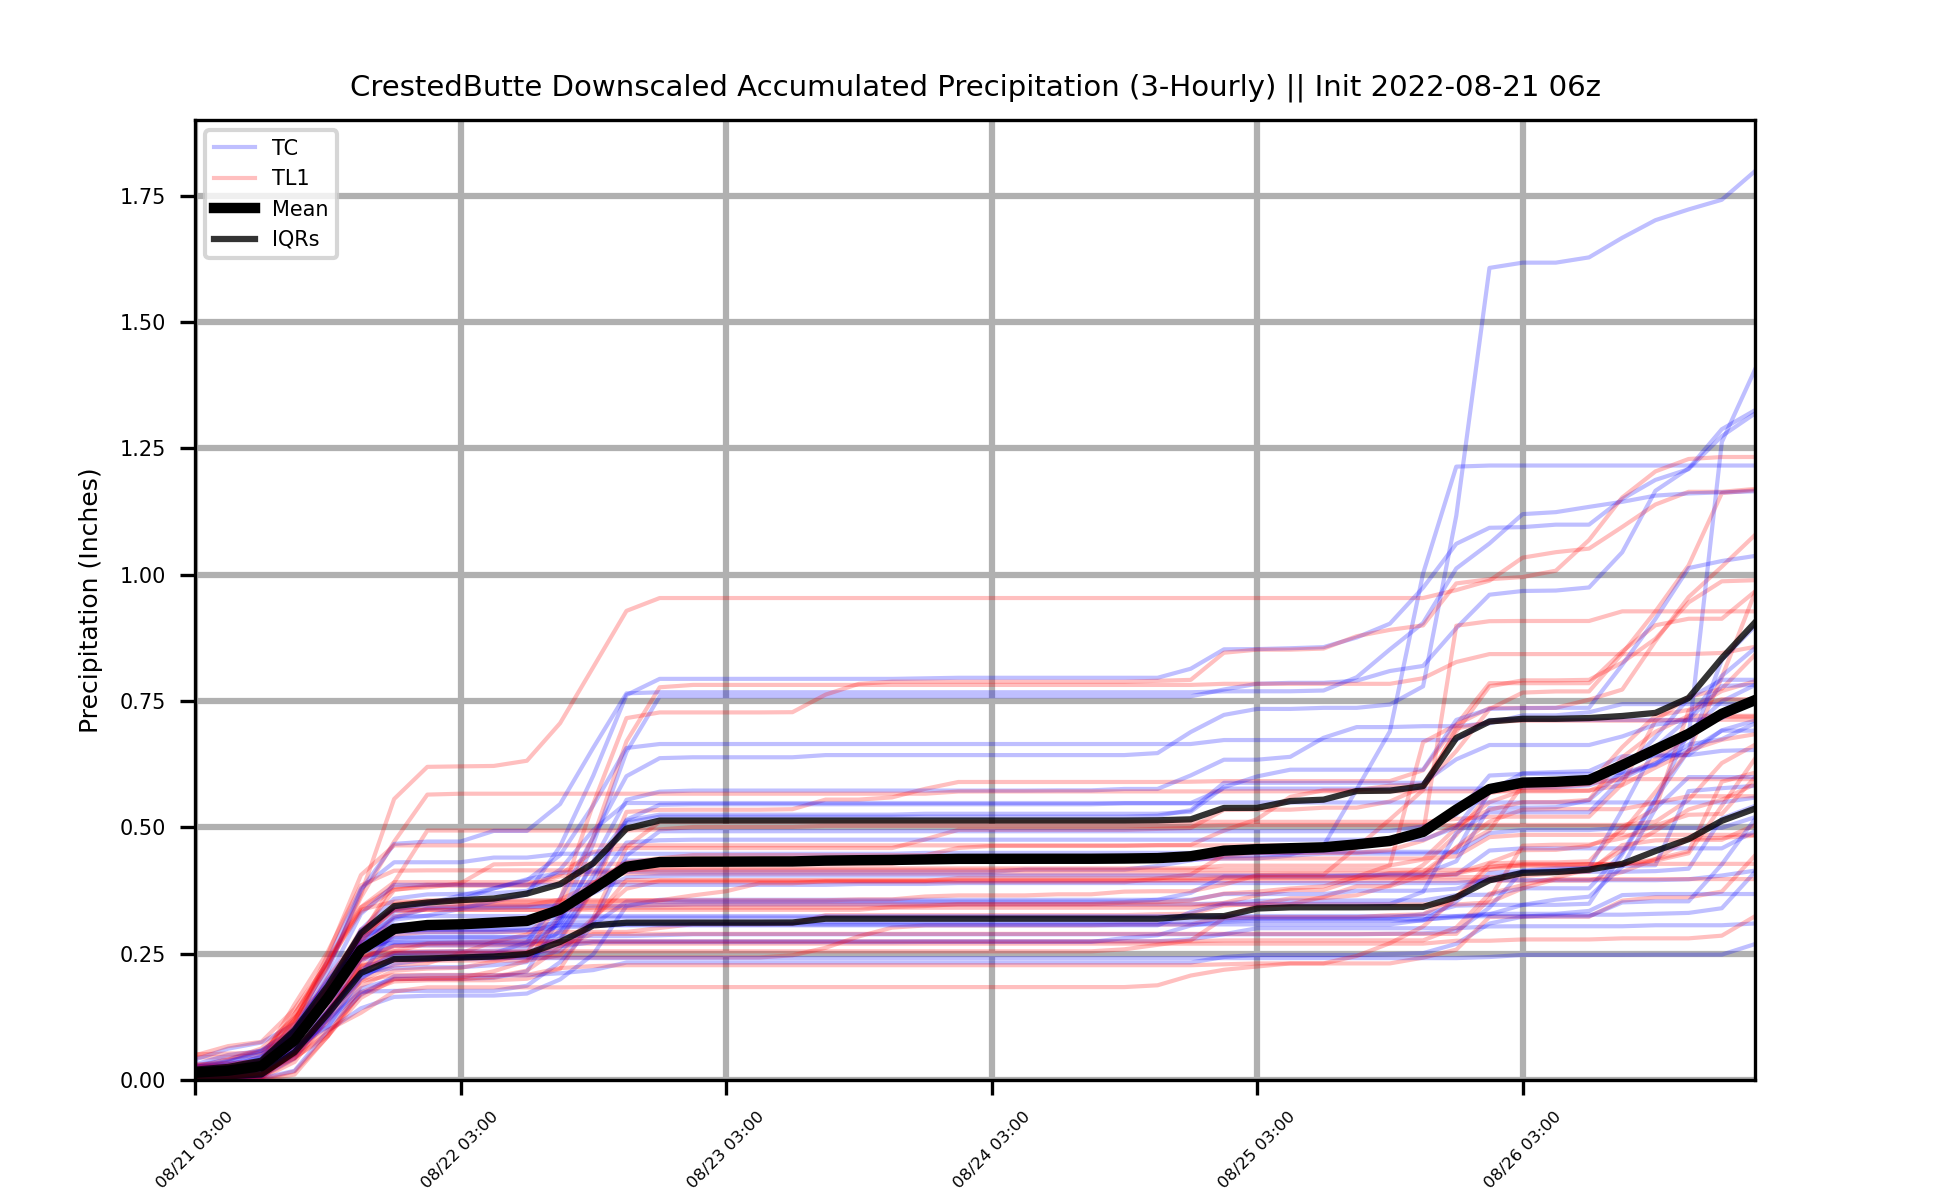 CrestedButte Downscaled Accumulated Precipitation (3-Hourly) || Init 2022-08-21 06z
TC
TL1
Mean
IQRs
Precipitation (Inches)
1.75
1.50
1.25
1.00
0.75
0.50
0.25
0.00
08/21 03:00
08/22 03:00
08/23 03:00
08/24 03:00
08/25 03:00
08/26 03:00